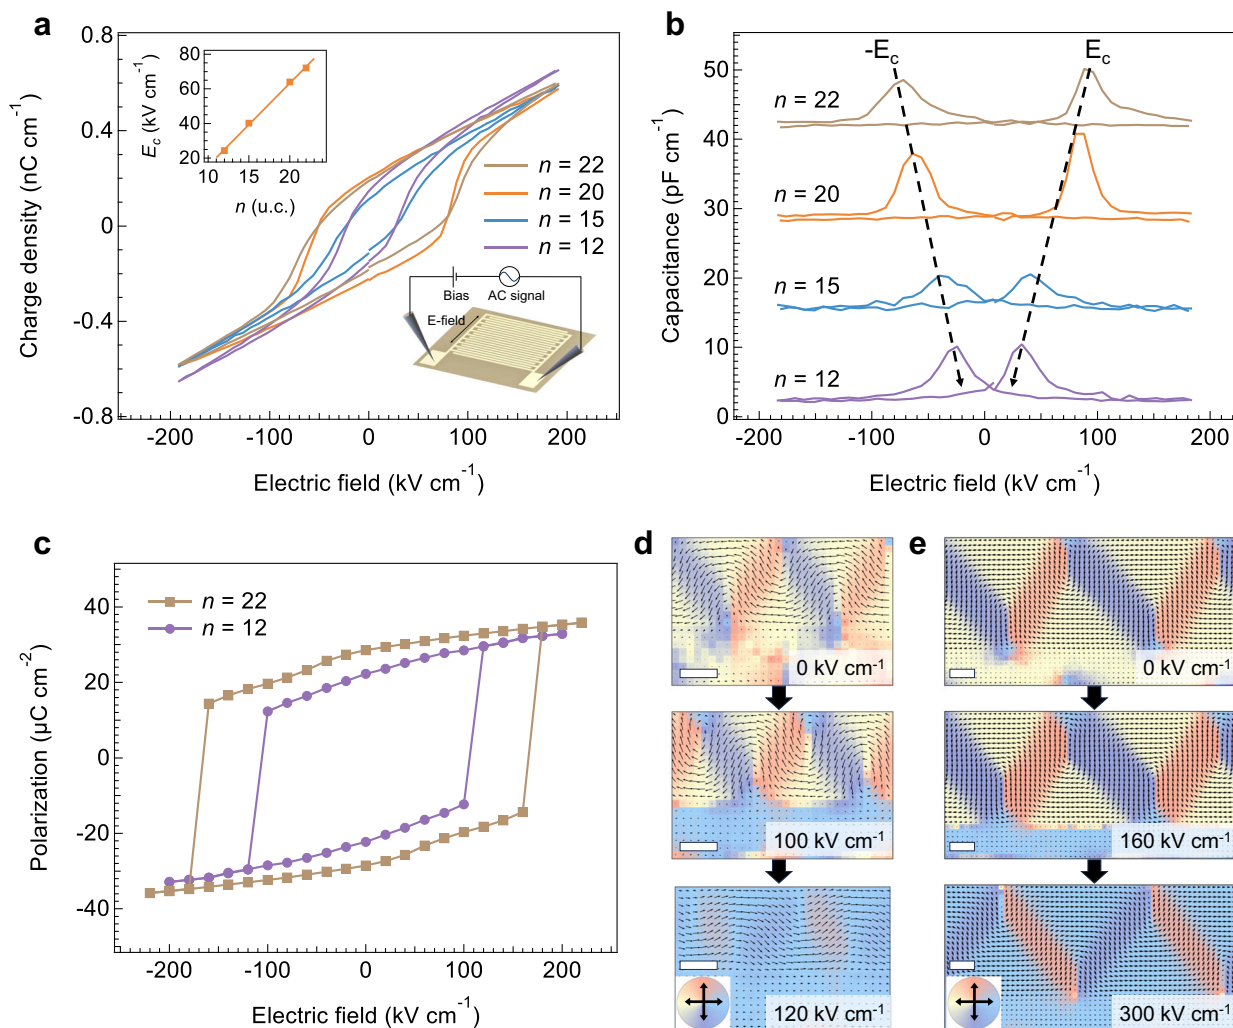 a
Charge density (nC cm⁻¹)
0.8
0.4
0
-0.4
-0.8
-200
-100
0
100
200
Electric field (kV cm⁻¹)
E_c (kV cm⁻¹)
80
60
40
20
10
15
20
n (u.c.)
n = 22
n = 20
n = 15
n = 12
Bias
AC signal
E-field
b
Capacitance (pF cm⁻¹)
50
40
30
20
10
0
-200
-100
0
100
200
Electric field (kV cm⁻¹)
-E_c
E_c
n = 22
n = 20
n = 15
n = 12
c
Polarization (µC cm⁻²)
40
20
0
-20
-40
-200
-100
0
100
200
Electric field (kV cm⁻¹)
n = 22
n = 12
d
0 kV cm⁻¹
100 kV cm⁻¹
120 kV cm⁻¹
e
0 kV cm⁻¹
160 kV cm⁻¹
300 kV cm⁻¹